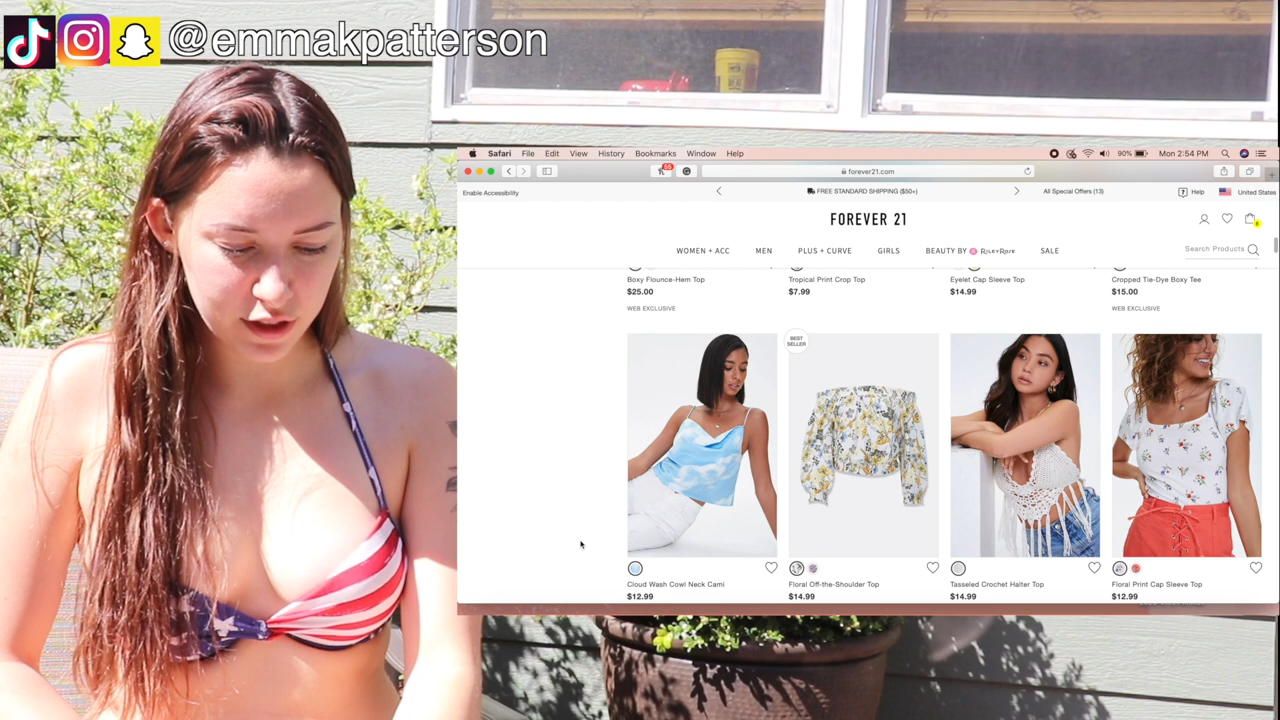 @emmakpatterson
Safari File Edit View History Bookmarks Window Help
90% Mon 2:54 PM
forever21.com
Enable Accessibility
FREE STANDARD SHIPPING ($50+)
All Special Offers (13)
Help
United States
FOREVER 21
WOMEN + ACC MEN PLUS + CURVE GIRLS BEAUTY BY RILEYROSE SALE
Search Products
Boxy Flounce-Hem Top
$25.00
WEB EXCLUSIVE
Tropical Print Crop Top
$7.99
Eyelet Cap Sleeve Top
$14.99
Cropped Tie-Dye Boxy Tee
$15.00
WEB EXCLUSIVE
BEST
SELLER
Cloud Wash Cowl Neck Cami
$12.99
Floral Off-the-Shoulder Top
$14.99
Tasseled Crochet Halter Top
$14.99
Floral Print Cap Sleeve Top
$12.99